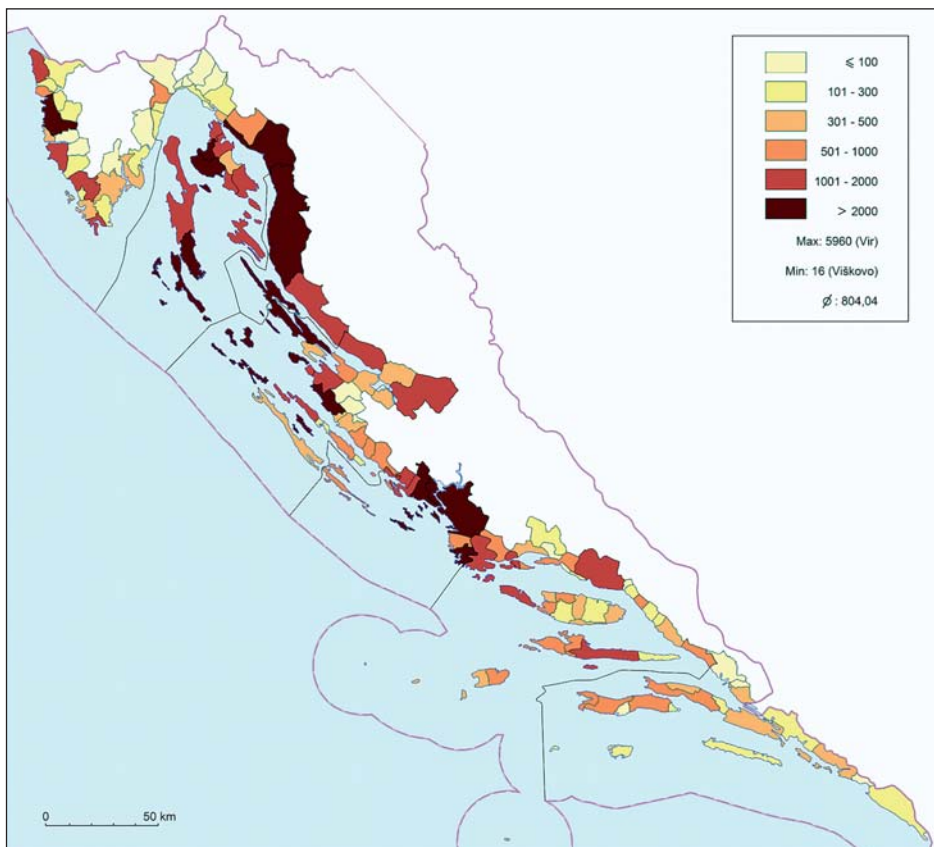 ⩽ 100
101 - 300
301 - 500
501 - 1000
1001 - 2000
> 2000
Max: 5960 (Vir)
Min: 16 (Viškovo)
Ø : 804,04
0 50 km